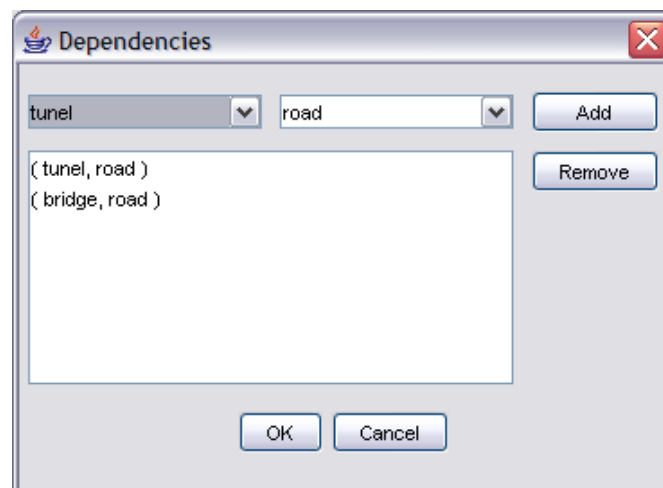 Dependencies
tunel road Add
( tunel, road ) Remove
( bridge, road )
OK Cancel